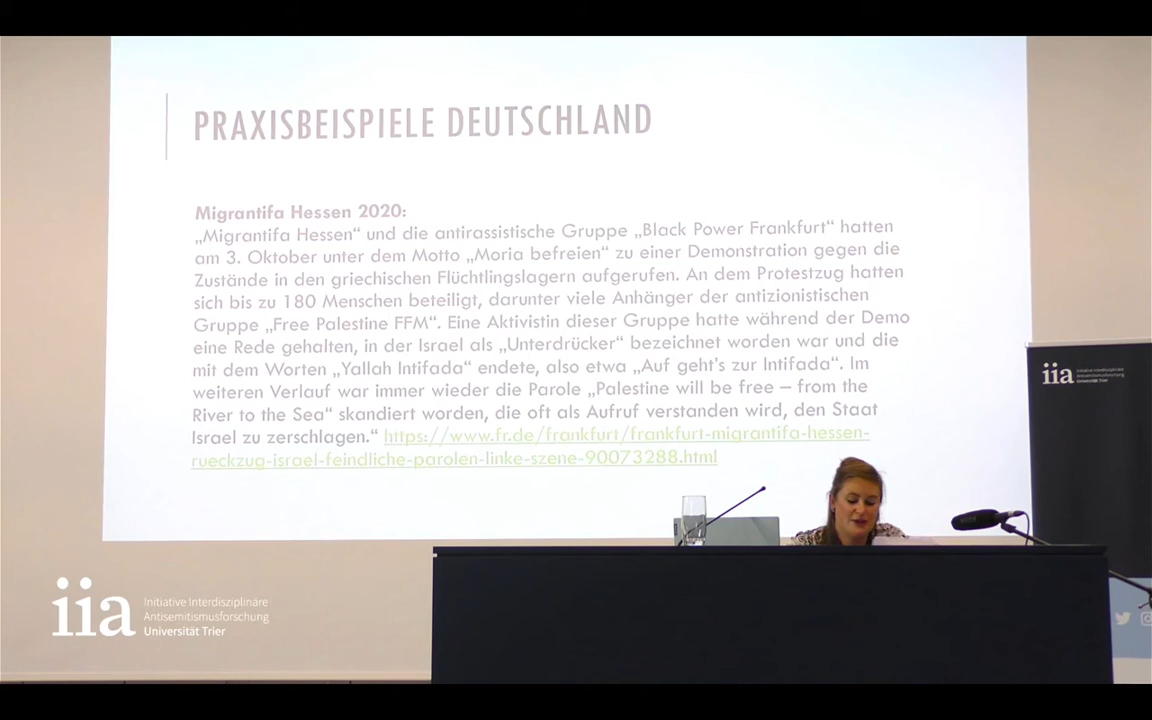 PRAXISBEISPIELE DEUTSCHLAND
Migrantifa Hessen 2020:
„Migrantifa Hessen“ und die antirassistische Gruppe „Black Power Frankfurt“ hatten
am 3. Oktober unter dem Motto „Moria befreien“ zu einer Demonstration gegen die
Zustände in den griechischen Flüchtlingslagern aufgerufen. An dem Protestzug hatten
sich bis zu 180 Menschen beteiligt, darunter viele Anhänger der antizionistischen
Gruppe „Free Palestine FFM“. Eine Aktivistin dieser Gruppe hatte während der Demo
eine Rede gehalten, in der Israel als „Unterdrücker“ bezeichnet worden war und die
mit dem Worten „Yallah Intifada“ endete, also etwa „Auf geht's zur Intifada“. Im
weiteren Verlauf war immer wieder die Parole „Palestine will be free – from the
River to the Sea“ skandiert worden, die oft als Aufruf verstanden wird, den Staat
Israel zu zerschlagen.“ https://www.fr.de/frankfurt/frankfurt-migrantifa-hessen-
rueckzug-israel-feindliche-parolen-linke-szene-90073288.html
iia
Initiative Interdisziplinäre
Antisemitismusforschung
Universität Trier
iia
Initiative Interdisziplinäre
Antisemitismusforschung
Universität Trier